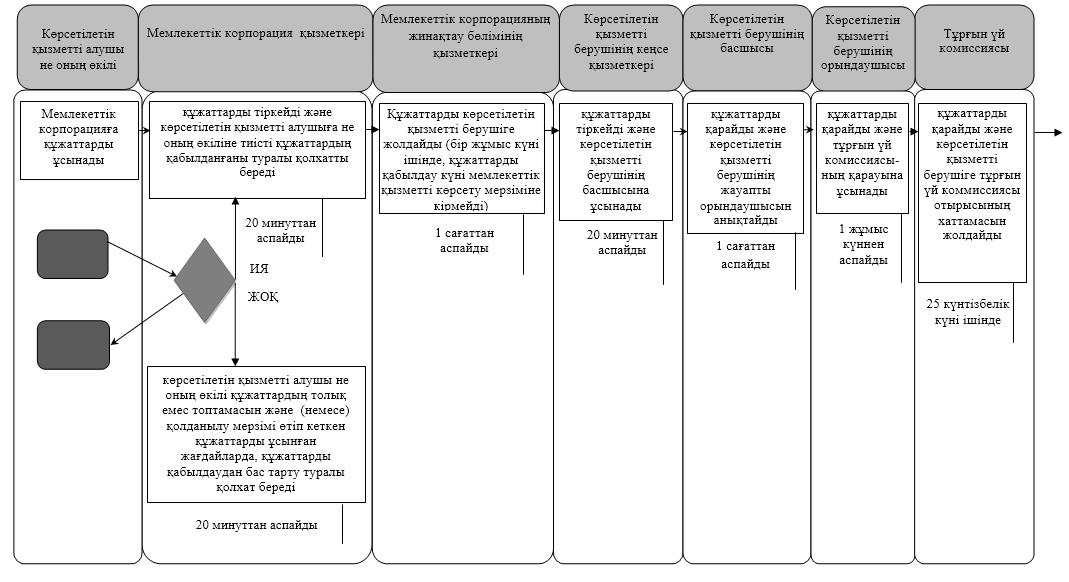 Көрсетілетін
қызметті алушы
не оның өкілі
Мемлекеттік корпорация қызметкері
Мемлекеттік корпорацияның
жинақтау бөлімінің
қызметкері
Көрсетілетін
қызметті
берушінің кеңсе
қызметкері
Көрсетілетін
қызметті берушінің
басшысы
Көрсетілетін
қызметті
берушінің
орындаушысы
Тұрғын үй
комиссиясы
Мемлекеттік
корпорацияға
құжаттарды
ұсынады
құжаттарды тіркейді және
көрсетілетін қызметті алушыға не
оның өкіліне тиісті құжаттардың
қабылданғаны туралы қолхатты
береді
20 минуттан
аспайды
ИЯ
ЖОҚ
көрсетілетін қызметті алушы не
оның өкілі құжаттардың толық
емес топтамасын және (немесе)
қолданылу мерзімі өтіп кеткен
құжаттарды ұсынған
жағдайларда, құжаттарды
қабылдаудан бас тарту туралы
қолхат береді
20 минуттан аспайды
Құжаттарды көрсетілетін
қызметті берушіге
жолдайды (бір жұмыс күні
ішінде, құжаттарды
қабылдау күні мемлекеттік
қызметті көрсету мерзіміне
кірмейді)
1 сағаттан
аспайды
құжаттарды
тіркейді және
көрсетілетін
қызметті
берушінің
басшысына
ұсынады
20 минуттан
аспайды
құжаттарды
қарайды және
көрсетілетін
қызметті
берушінің
жауапты
орындаушысын
анықтайды
1 сағаттан
аспайды
құжаттарды
қарайды және
тұрғын үй
комиссиясы-
ның қарауына
ұсынады
1 жұмыс
күннен
аспайды
құжаттарды
қарайды және
көрсетілетін
қызметті
берушіге тұрғын
үй коммиссиясы
отырысының
хаттамасын
жолдайды
25 күнтізбелік
күні ішінде